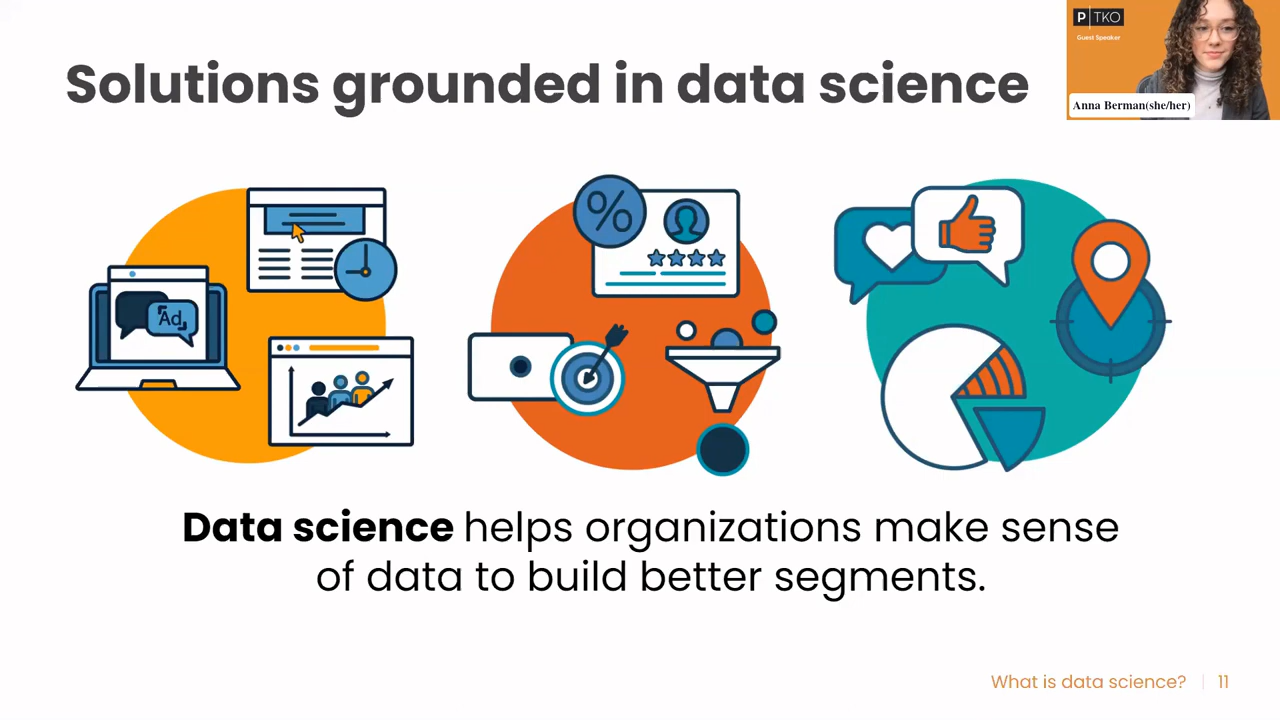 Solutions grounded in data science
P TKO
Guest Speaker
Anna Berman(she/her)
Ad
%
Data science helps organizations make sense
of data to build better segments.
What is data science? | 11